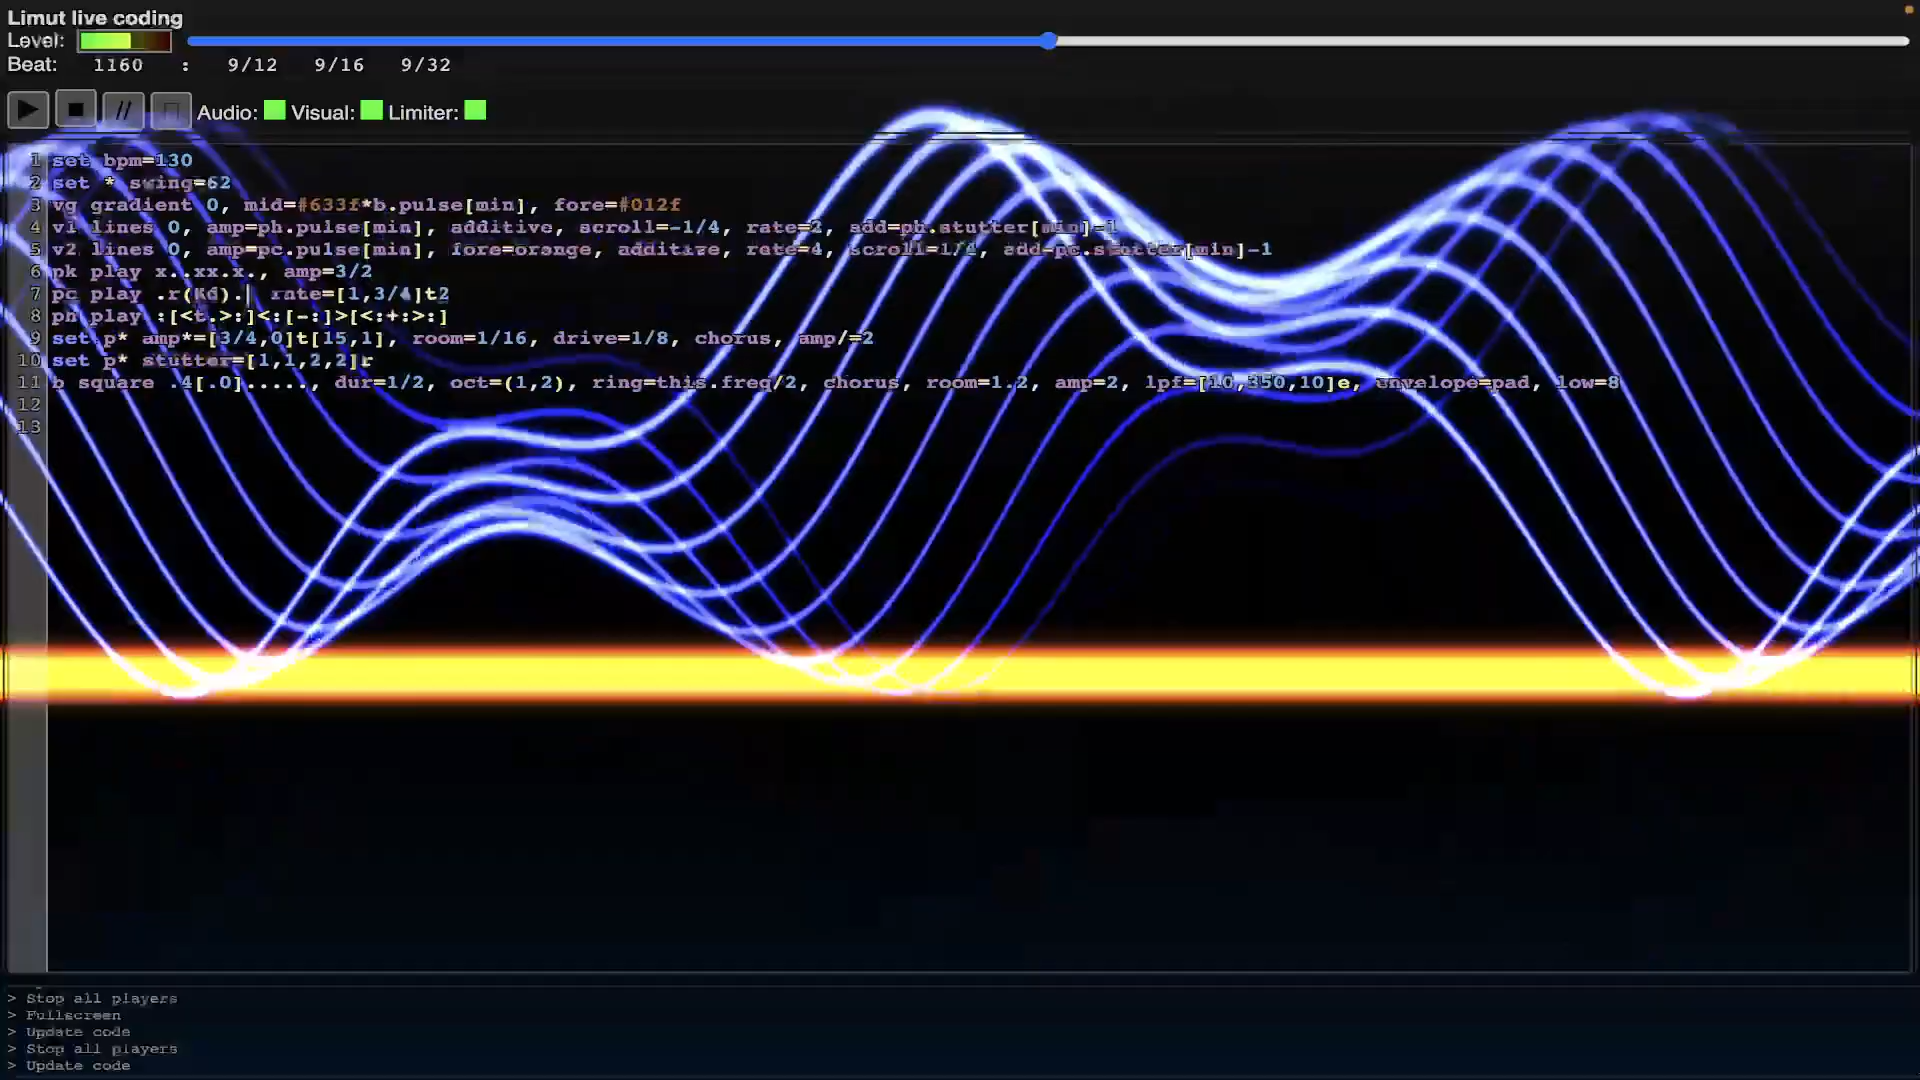 Limut live coding
Level:
Beat: 1160 : 9/12 9/16 9/32
// Audio: Visual: Limiter:
1 set bpm=130
2 set * swing=62
3 vg gradient 0, mid=#633f*b.pulse[min], fore=#012f
4 v1 lines 0, amp=ph.pulse[min], additive, scroll=-1/4, rate=2, add=ph.stutter[min]-1
5 v2 lines 0, amp=pc.pulse[min], fore=orange, additive, rate=4, scroll=1/4, add=pc.stutter[min]-1
6 pk play x..xx.x., amp=3/2
7 pc play .r(Kd). rate=[1,3/4]t2
8 ph play :[<t.>:]<:[-:]>[<:+:>:]
9 set p* amp*=[3/4,0]t[15,1], room=1/16, drive=1/8, chorus, amp/=2
10 set p* stutter=[1,1,2,2]r
11 b square .4[.0]....., dur=1/2, oct=(1,2), ring=this.freq/2, chorus, room=1.2, amp=2, lpf=[10,350,10]e, envelope=pad, low=8
12
13
> Stop all players
> Fullscreen
> Update code
> Stop all players
> Update code